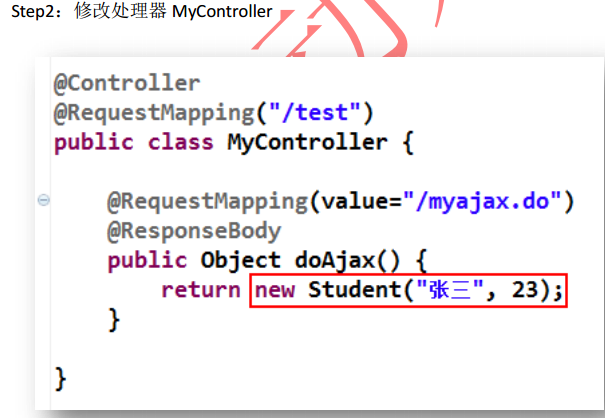 Step2：修改处理器 MyController
@Controller
@RequestMapping("/test")
public class MyController {
@RequestMapping(value="/myajax.do")
@ResponseBody
public Object doAjax() {
return new Student("张三", 23);
}
}